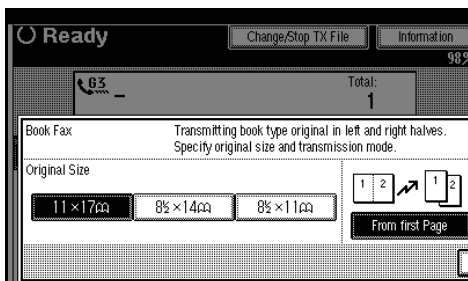 Ready
Change/Stop TX File
Information
98%
G3 _
Total:
1
Book Fax
Transmitting book type original in left and right halves.
Specify original size and transmission mode.
Original Size
11×17
8½×14
8½×11
1 2
1 2
From first Page